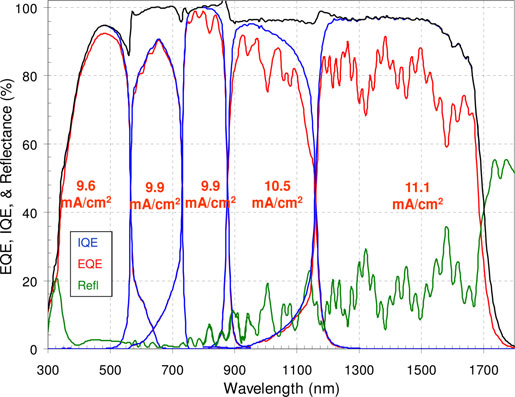 EQE, IQE, & Reflectance (%)
100
80
60
40
20
0
9.6
mA/cm²
9.9
mA/cm²
9.9
mA/cm²
10.5
mA/cm²
11.1
mA/cm²
IQE
EQE
Refl
300 500 700 900 1100 1300 1500 1700
Wavelength (nm)